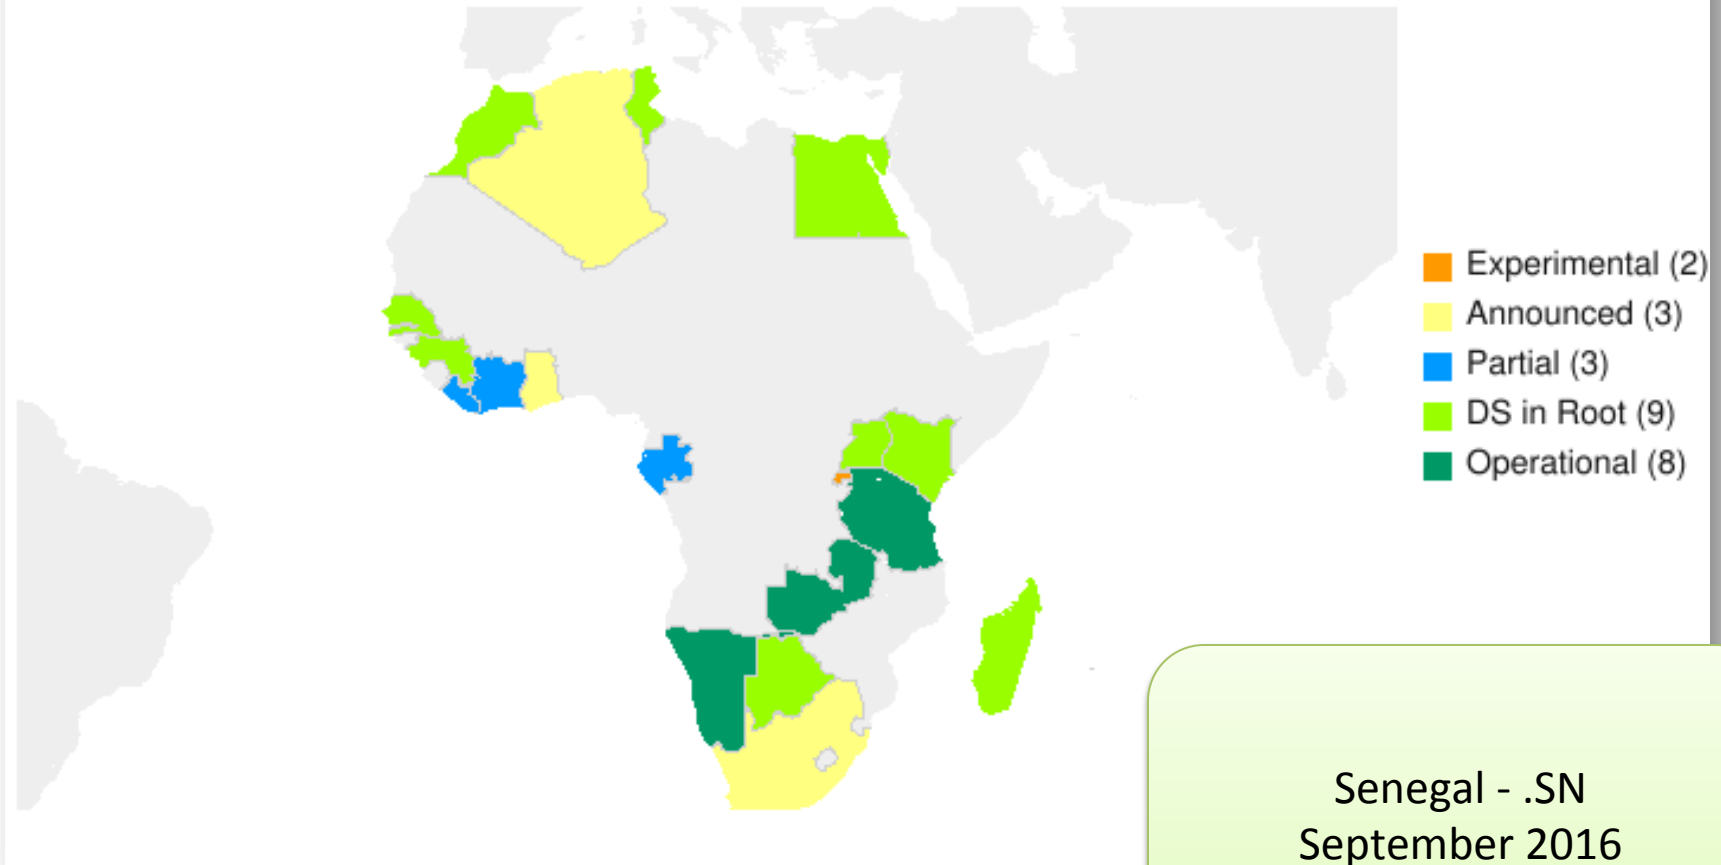 Experimental (2)
Announced (3)
Partial (3)
DS in Root (9)
Operational (8)
Senegal - .SN
September 2016